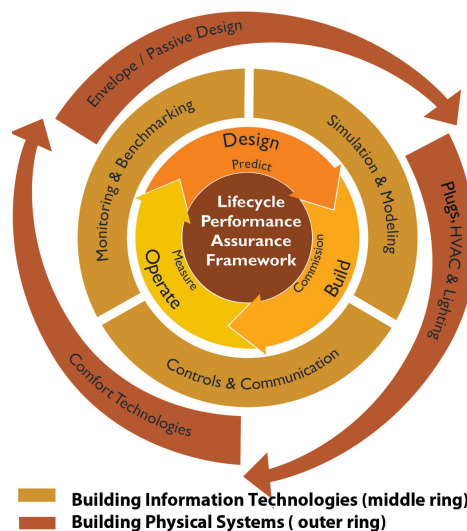 Envelope / Passive Design
Plugs, HVAC & Lighting
Comfort Technologies
Monitoring & Benchmarking
Simulation & Modeling
Controls & Communication
Design
Predict
Build
Commission
Operate
Measure
Lifecycle
Performance
Assurance
Framework
Building Information Technologies (middle ring)
Building Physical Systems ( outer ring)